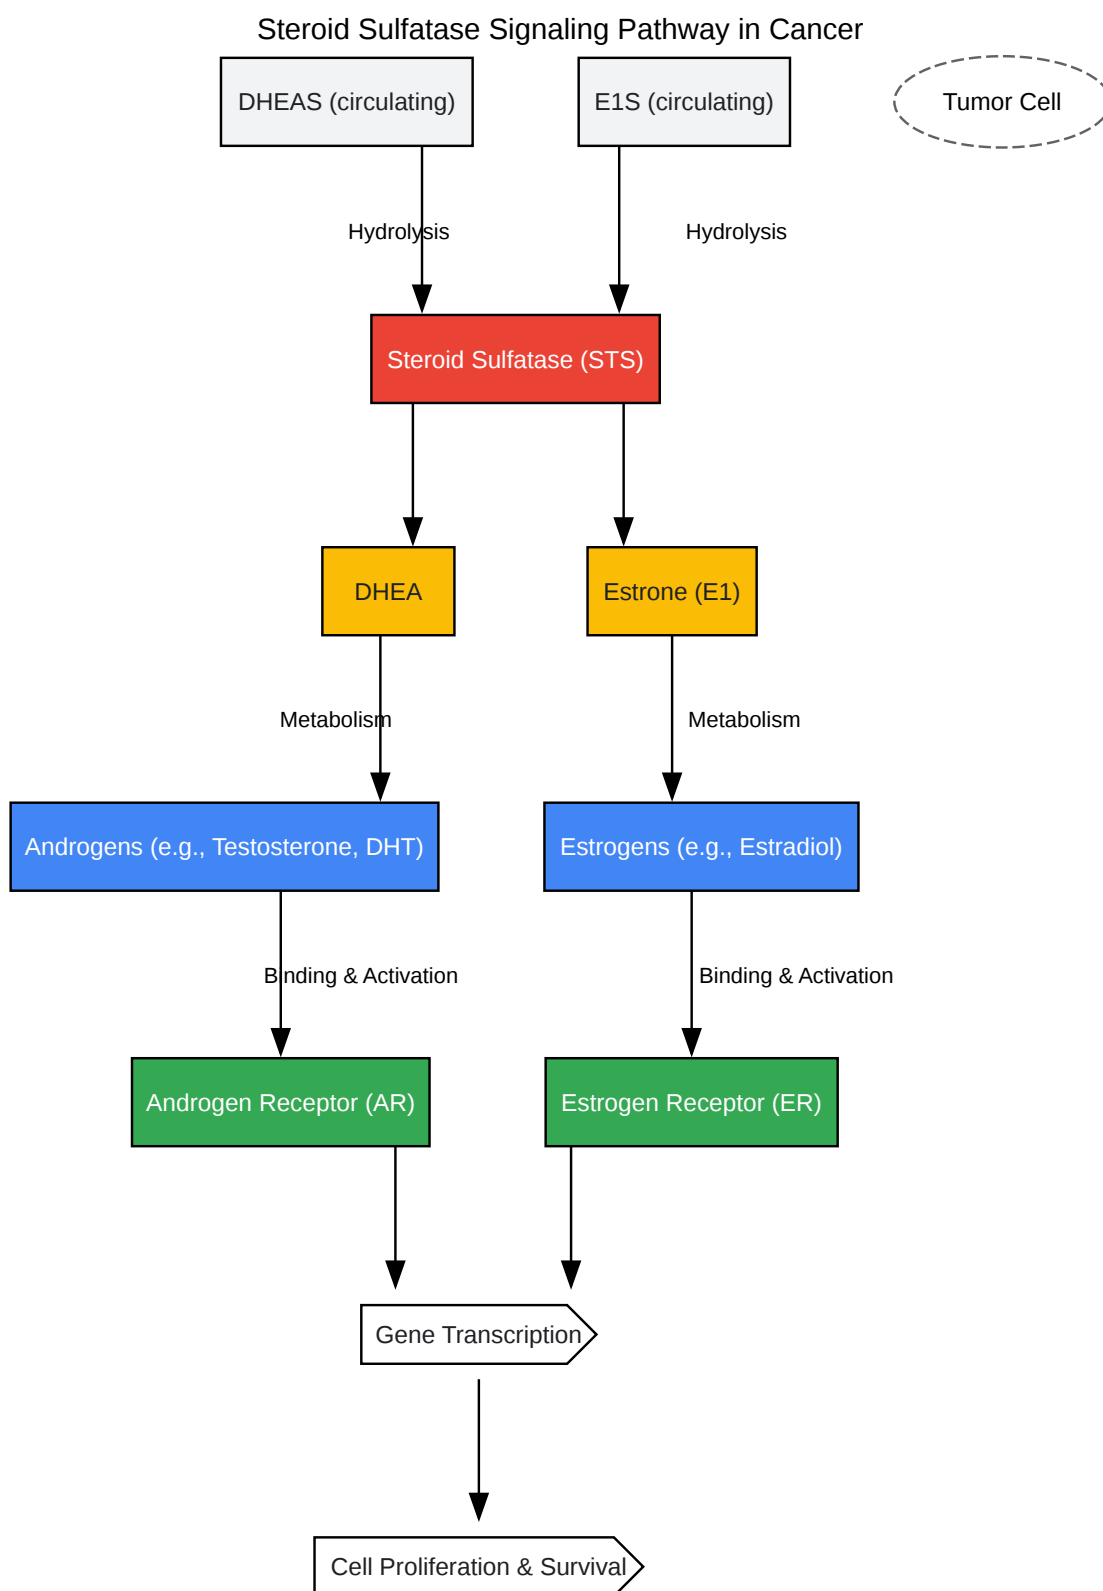 Steroid Sulfatase Signaling Pathway in Cancer
DHEAS (circulating)
E1S (circulating)
Tumor Cell
Hydrolysis
Hydrolysis
Steroid Sulfatase (STS)
DHEA
Estrone (E1)
Metabolism
Metabolism
Androgens (e.g., Testosterone, DHT)
Estrogens (e.g., Estradiol)
Binding & Activation
Binding & Activation
Androgen Receptor (AR)
Estrogen Receptor (ER)
Gene Transcription
Cell Proliferation & Survival